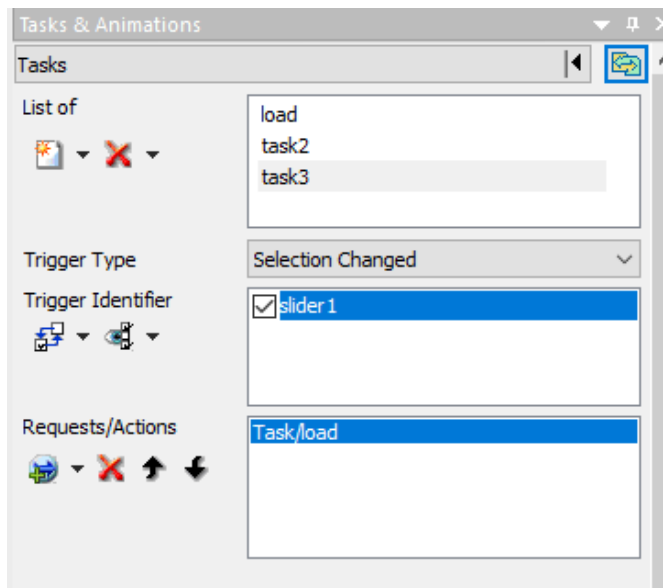 Tasks & Animations
Tasks
List of
load
task2
task3
Trigger Type
Selection Changed
Trigger Identifier
slider1
Requests/Actions
Task/load